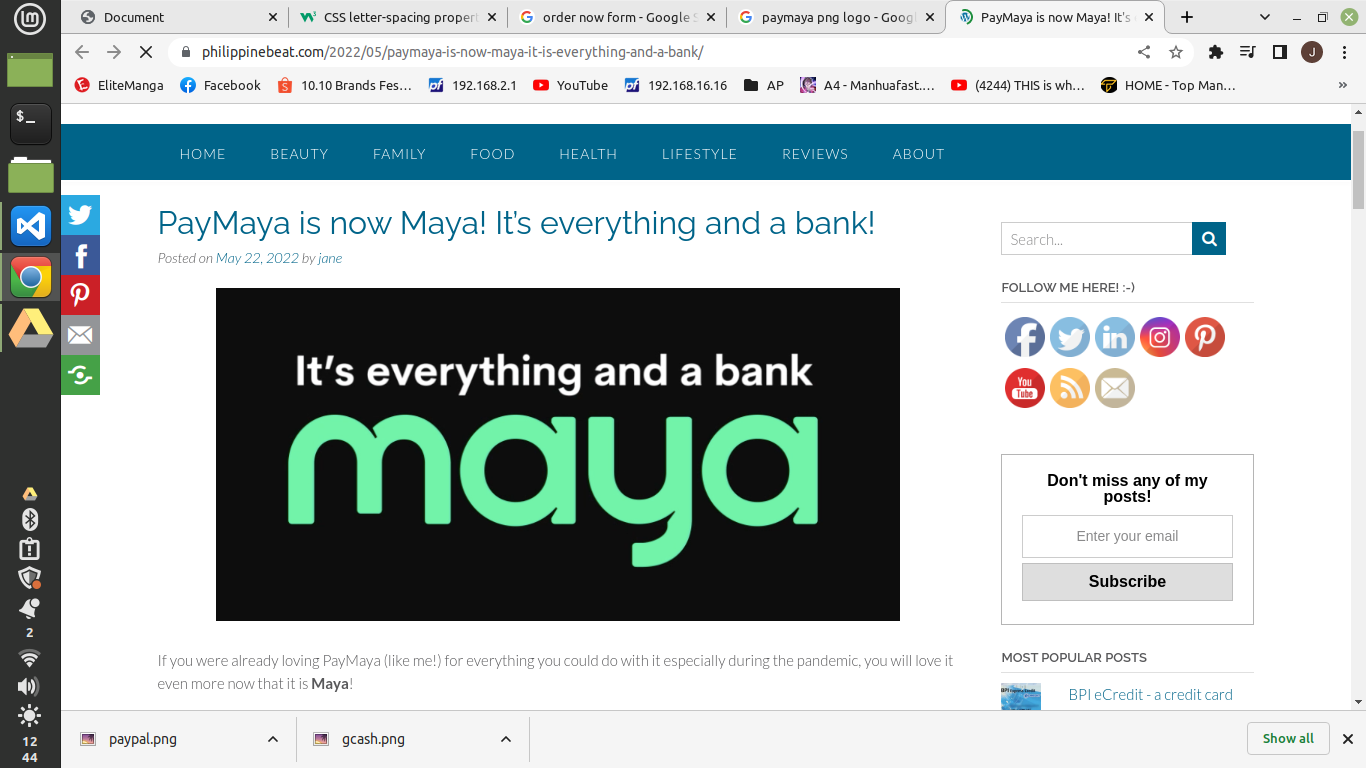 Document
CSS letter-spacing propert
order now form - Google S
paymaya png logo - Googl
PayMaya is now Maya! It's e
philippinebeat.com/2022/05/paymaya-is-now-maya-it-is-everything-and-a-bank/
J
EliteManga
Facebook
10.10 Brands Fes…
192.168.2.1
YouTube
192.168.16.16
AP
A4 - Manhuafast.…
(4244) THIS is wh…
HOME - Top Man…
»
HOME
BEAUTY
FAMILY
FOOD
HEALTH
LIFESTYLE
REVIEWS
ABOUT
PayMaya is now Maya! It’s everything and a bank!
Posted on May 22, 2022 by jane
It’s everything and a bank
maya
If you were already loving PayMaya (like me!) for everything you could do with it especially during the pandemic, you will love it
even more now that it is Maya!
Search...
FOLLOW ME HERE! :-)
in
You
Tube
Don't miss any of my
posts!
Enter your email
Subscribe
MOST POPULAR POSTS
BPI eCredit - a credit card
paypal.png
gcash.png
Show all
$_
2
12
44